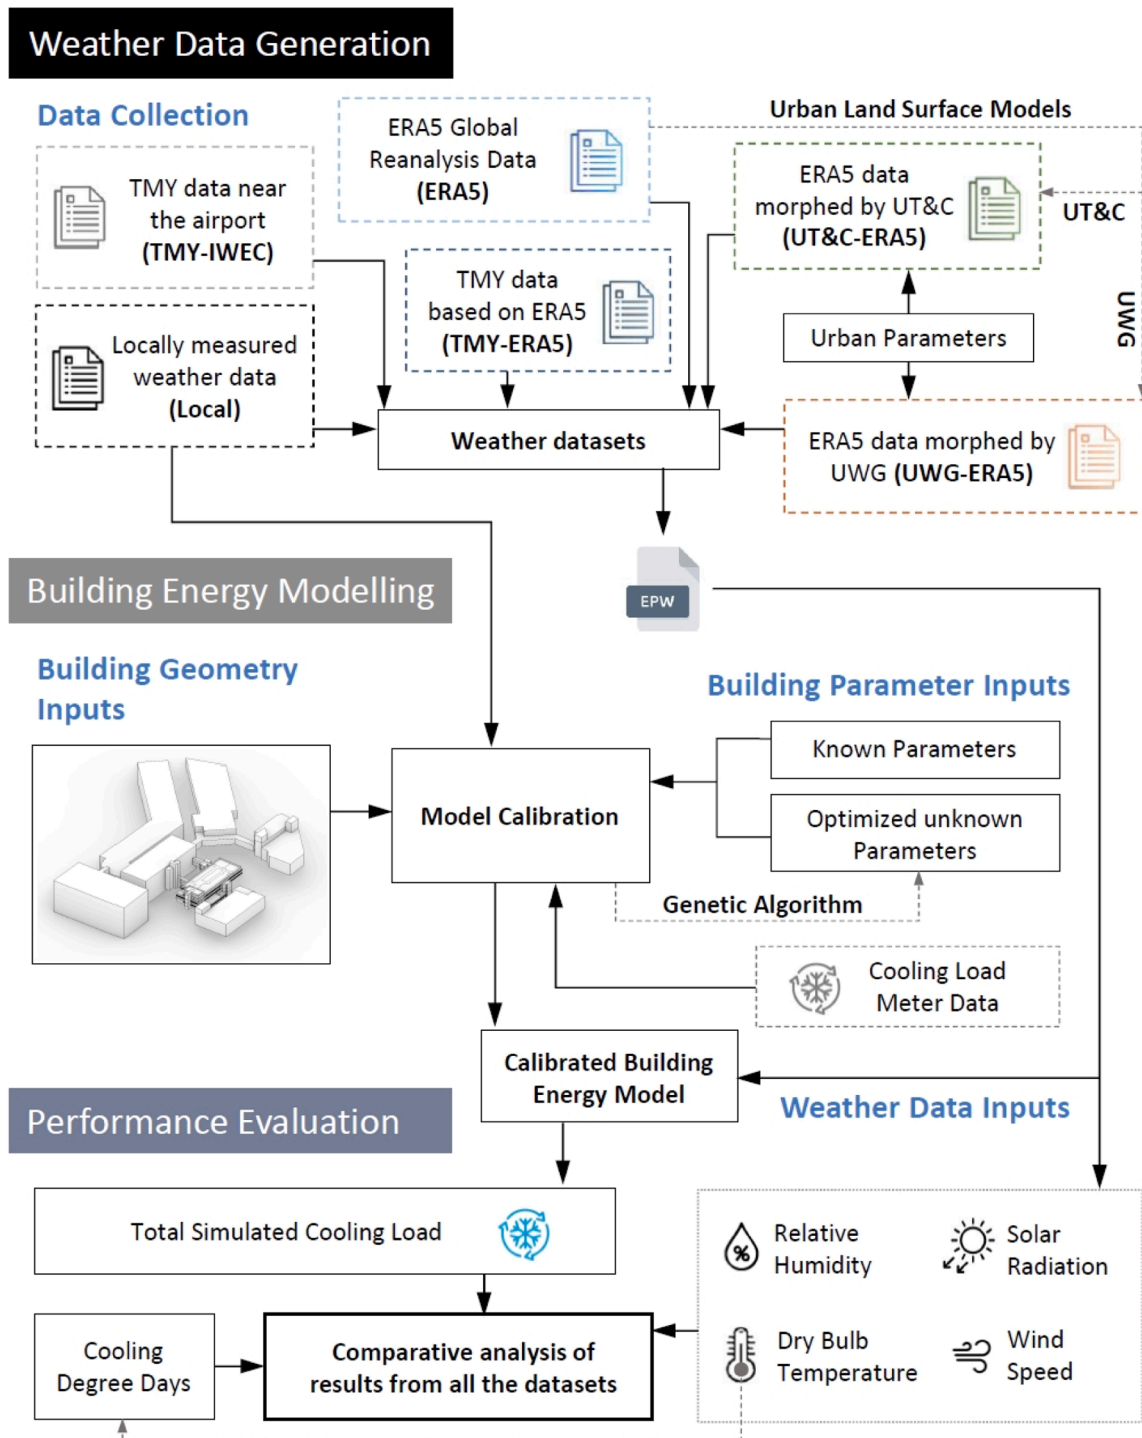 Weather Data Generation
Data Collection
TMY data near
the airport
(TMY-IWEC)
Locally measured
weather data
(Local)
ERA5 Global
Reanalysis Data
(ERA5)
TMY data
based on ERA5
(TMY-ERA5)
Urban Land Surface Models
ERA5 data
morphed by UT&C
(UT&C-ERA5)
UT&C
UWG
Urban Parameters
ERA5 data morphed by
UWG (UWG-ERA5)
Weather datasets
EPW
Building Energy Modelling
Building Geometry
Inputs
Building Parameter Inputs
Known Parameters
Optimized unknown
Parameters
Model Calibration
Genetic Algorithm
Cooling Load
Meter Data
Calibrated Building
Energy Model
Weather Data Inputs
Performance Evaluation
Total Simulated Cooling Load
Relative
Humidity
%
Solar
Radiation
Dry Bulb
Temperature
Wind
Speed
Cooling
Degree Days
Comparative analysis of
results from all the datasets